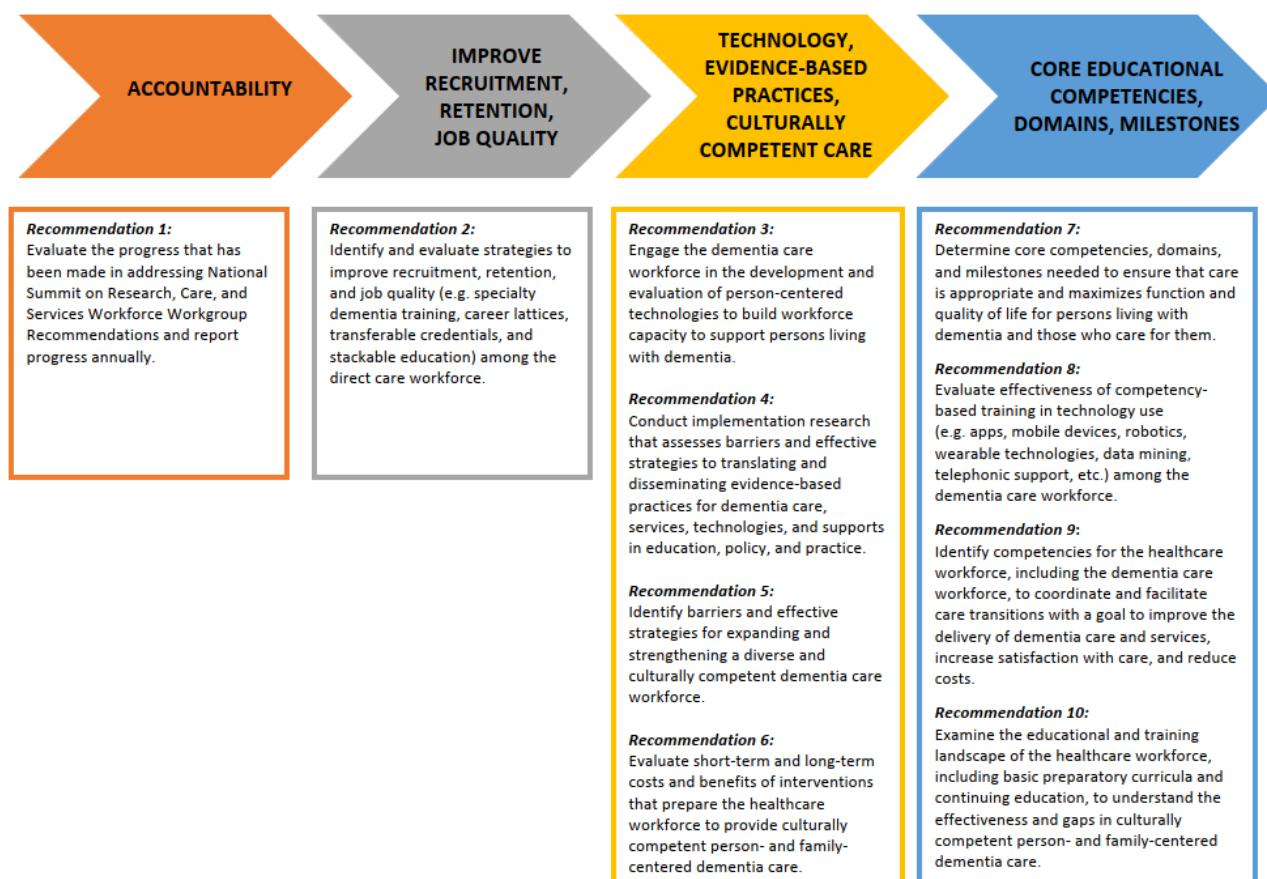 ACCOUNTABILITY
IMPROVE
RECRUITMENT,
RETENTION,
JOB QUALITY
TECHNOLOGY,
EVIDENCE-BASED
PRACTICES,
CULTURALLY
COMPETENT CARE
CORE EDUCATIONAL
COMPETENCIES,
DOMAINS, MILESTONES
Recommendation 1:
Evaluate the progress that has
been made in addressing National
Summit on Research, Care, and
Services Workforce Workgroup
Recommendations and report
progress annually.
Recommendation 2:
Identify and evaluate strategies to
improve recruitment, retention,
and job quality (e.g. specialty
dementia training, career lattices,
transferable credentials, and
stackable education) among the
direct care workforce.
Recommendation 3:
Engage the dementia care
workforce in the development and
evaluation of person-centered
technologies to build workforce
capacity to support persons living
with dementia.
Recommendation 4:
Conduct implementation research
that assesses barriers and effective
strategies to translating and
disseminating evidence-based
practices for dementia care,
services, technologies, and supports
in education, policy, and practice.
Recommendation 5:
Identify barriers and effective
strategies for expanding and
strengthening a diverse and
culturally competent dementia care
workforce.
Recommendation 6:
Evaluate short-term and long-term
costs and benefits of interventions
that prepare the healthcare
workforce to provide culturally
competent person- and family-
centered dementia care.
Recommendation 7:
Determine core competencies, domains,
and milestones needed to ensure that care
is appropriate and maximizes function and
quality of life for persons living with
dementia and those who care for them.
Recommendation 8:
Evaluate effectiveness of competency-
based training in technology use
(e.g. apps, mobile devices, robotics,
wearable technologies, data mining,
telephonic support, etc.) among the
dementia care workforce.
Recommendation 9:
Identify competencies for the healthcare
workforce, including the dementia care
workforce, to coordinate and facilitate
care transitions with a goal to improve the
delivery of dementia care and services,
increase satisfaction with care, and reduce
costs.
Recommendation 10:
Examine the educational and training
landscape of the healthcare workforce,
including basic preparatory curricula and
continuing education, to understand the
effectiveness and gaps in culturally
competent person- and family-centered
dementia care.